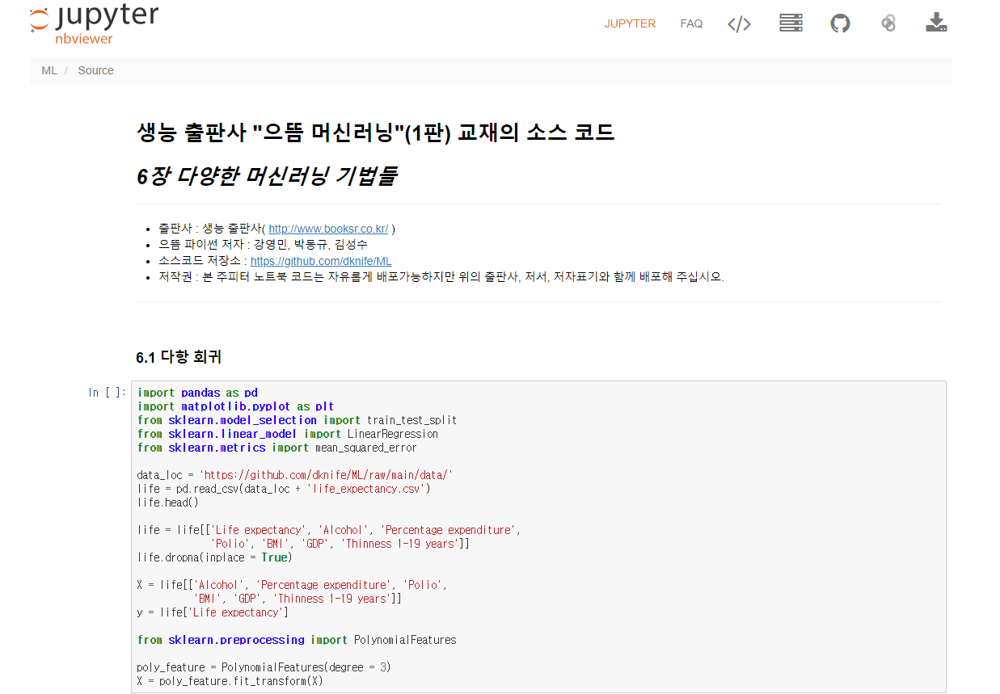 jupyter
nbviewer
JUPYTER FAQ </>
ML / Source
생능 출판사 "으뜸 머신러닝"(1판) 교재의 소스 코드
6장 다양한 머신러닝 기법들
출판사 : 생능 출판사( http://www.booksr.co.kr/ )
으뜸 파이썬 저자 : 강영민, 박동규, 김성수
소스코드 저장소 : https://github.com/dknife/ML
저작권 : 본 주피터 노트북 코드는 자유롭게 배포가능하지만 위의 출판사, 저서, 저자표기와 함께 배포해 주십시오.
6.1 다항 회귀
In [ ]: import pandas as pd
import matplotlib.pyplot as plt
from sklearn.model_selection import train_test_split
from sklearn.linear_model import LinearRegression
from sklearn.metrics import mean_squared_error
data_loc = 'https://github.com/dknife/ML/raw/main/data/'
life = pd.read_csv(data_loc + 'life_expectancy.csv')
life.head()
life = life[['Life expectancy', 'Alcohol', 'Percentage expenditure',
'Polio', 'BMI', 'GDP', 'Thinness 1-19 years']]
life.dropna(inplace = True)
X = life[['Alcohol', 'Percentage expenditure', 'Polio',
'BMI', 'GDP', 'Thinness 1-19 years']]
y = life['Life expectancy']
from sklearn.preprocessing import PolynomialFeatures
poly_feature = PolynomialFeatures(degree = 3)
X = poly_feature.fit_transform(X)